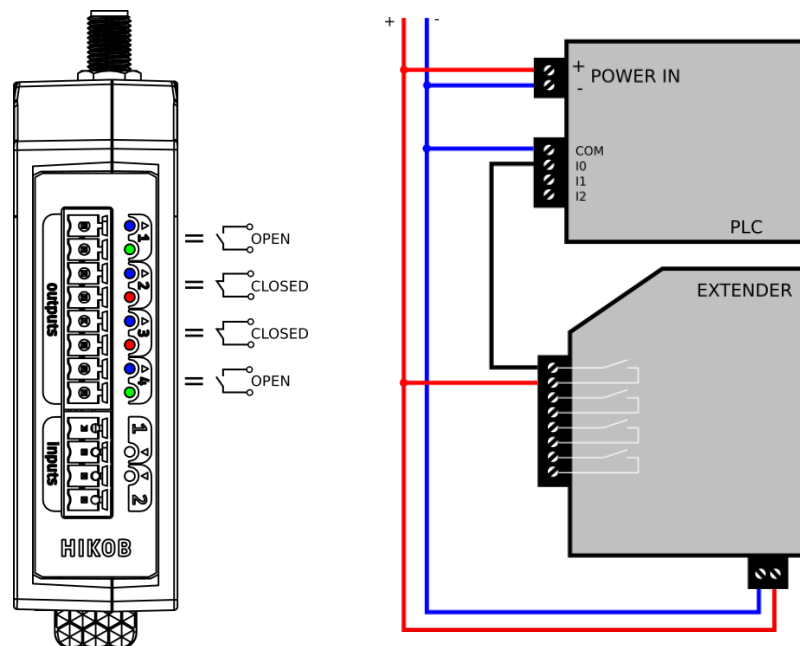 outputs
1
2
3
4
inputs
1
2
HIKOB
= OPEN
= CLOSED
= CLOSED
= OPEN
+ -
+
-
POWER IN
COM
I0
I1
I2
PLC
EXTENDER